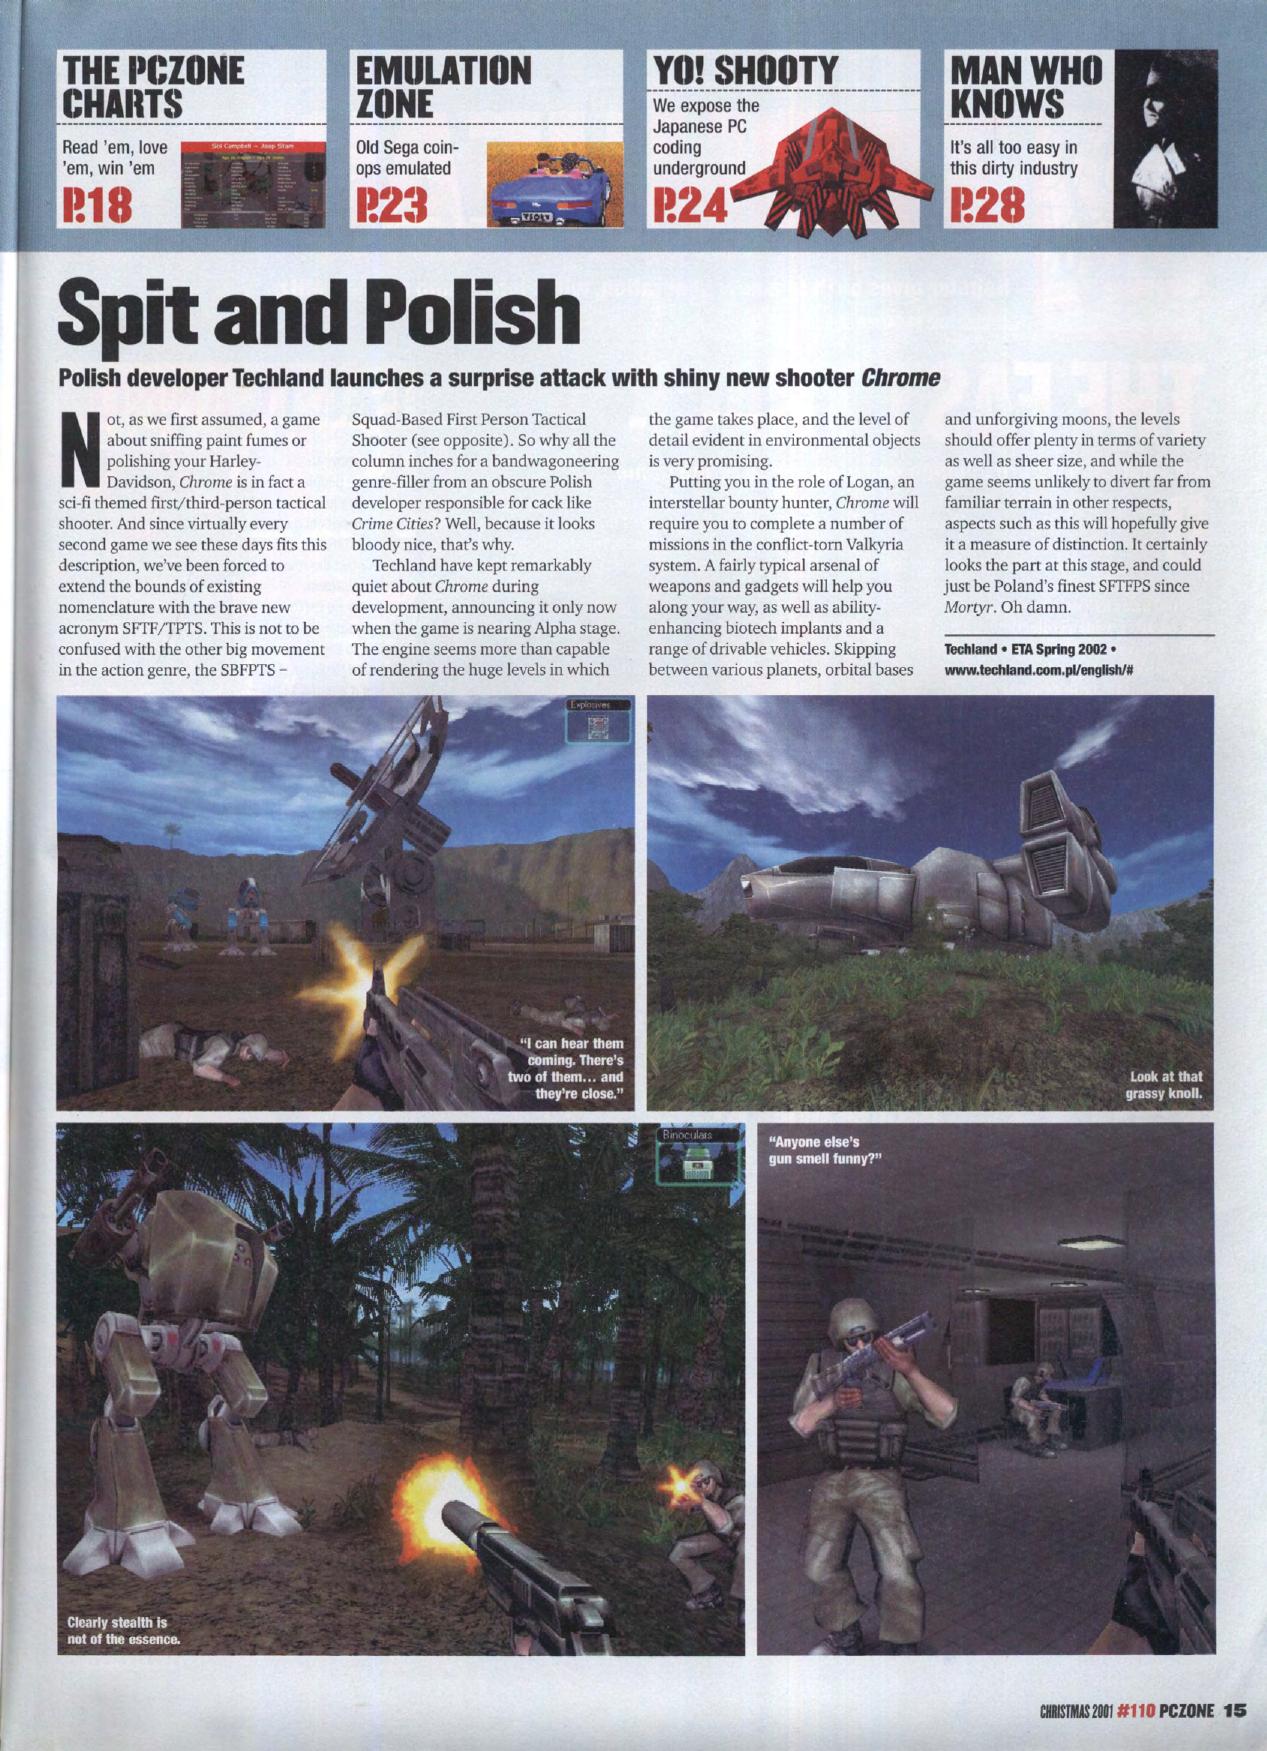 THE PCZONE
CHARTS
Read 'em, love
'em, win 'em
P.18
EMULATION
ZONE
Old Sega coin-
ops emulated
P.23
YO! SHOOTY
We expose the
Japanese PC
coding
underground
P.24
MAN WHO
KNOWS
It's all too easy in
this dirty industry
P.28
Spit and Polish
Polish developer Techland launches a surprise attack with shiny new shooter Chrome
Not, as we first assumed, a game
about sniffing paint fumes or
polishing your Harley-
Davidson, Chrome is in fact a
sci-fi themed first/third-person tactical
shooter. And since virtually every
second game we see these days fits this
description, we've been forced to
extend the bounds of existing
nomenclature with the brave new
acronym SFTF/TPTS. This is not to be
confused with the other big movement
in the action genre, the SBFPTS –
Squad-Based First Person Tactical
Shooter (see opposite). So why all the
column inches for a bandwagoneering
genre-filler from an obscure Polish
developer responsible for cack like
Crime Cities? Well, because it looks
bloody nice, that's why.
Techland have kept remarkably
quiet about Chrome during
development, announcing it only now
when the game is nearing Alpha stage.
The engine seems more than capable
of rendering the huge levels in which
the game takes place, and the level of
detail evident in environmental objects
is very promising.
Putting you in the role of Logan, an
interstellar bounty hunter, Chrome will
require you to complete a number of
missions in the conflict-torn Valkyria
system. A fairly typical arsenal of
weapons and gadgets will help you
along your way, as well as ability-
enhancing biotech implants and a
range of drivable vehicles. Skipping
between various planets, orbital bases
and unforgiving moons, the levels
should offer plenty in terms of variety
as well as sheer size, and while the
game seems unlikely to divert far from
familiar terrain in other respects,
aspects such as this will hopefully give
it a measure of distinction. It certainly
looks the part at this stage, and could
just be Poland's finest SFTFPS since
Mortyr. Oh damn.
Techland • ETA Spring 2002 •
www.techland.com.pl/english/#
Explosives
"I can hear them
coming. There's
two of them... and
they're close."
Look at that
grassy knoll.
Binoculars
Clearly stealth is
not of the essence.
"Anyone else's
gun smell funny?"
CHRISTMAS 2001 #110 PCZONE 15